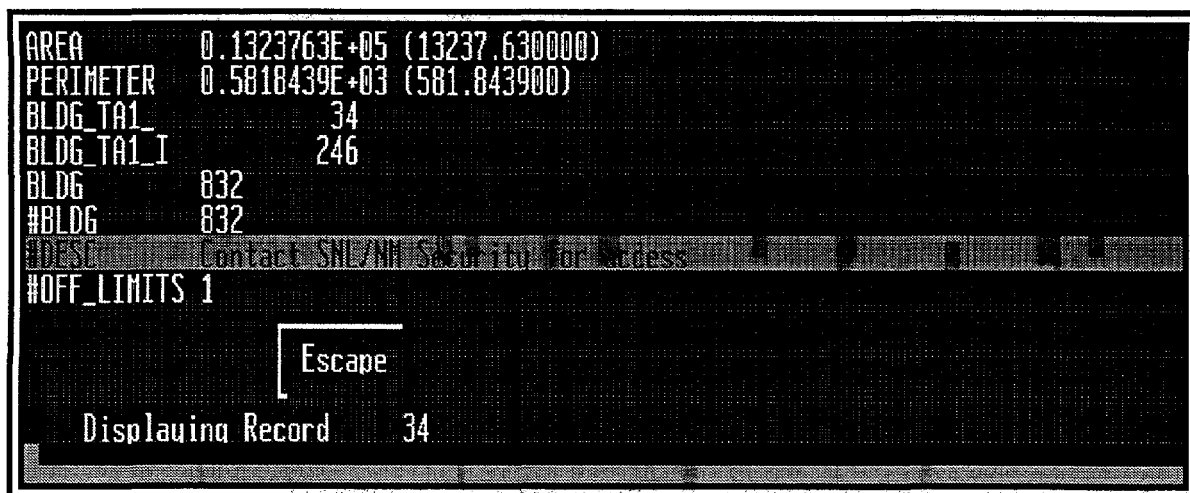 AREA 0.1323763E+05 (13237.630000)
PERIMETER 0.5818439E+03 (581.843900)
BLDG_TA1_ 34
BLDG_TA1_I 246
BLDG 832
#BLDG 832
#DESC Contact SNL/NM Security for
#OFF_LIMITS 1
Escape
Displaying Record 34